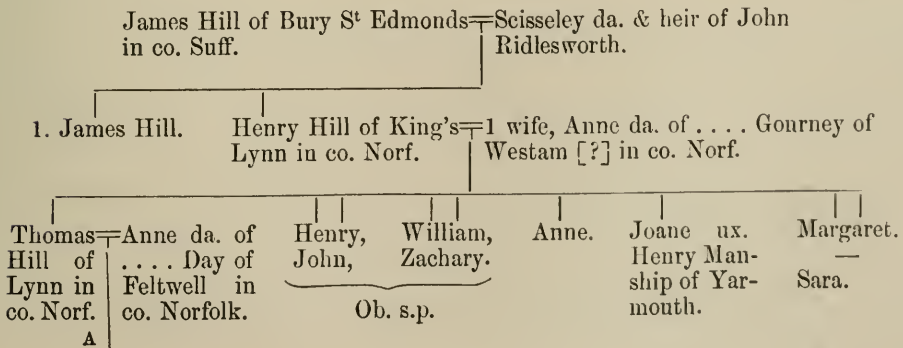 James Hill of Bury Sᵗ Edmonds=Scisseley da. & heir of John
in co. Suff. Ridlesworth.
1. James Hill. Henry Hill of King's=1 wife, Anne da. of . . . . Gourney of
Lynn in co. Norf. Westam [?] in co. Norf.
Thomas=Anne da. of
Hill of . . . . Day of
Lynn in Feltwell in
co. Norf. co. Norfolk.
A
Henry,
John,
William,
Zachary.
Ob. s.p.
Anne.
Joane ux.
Henry Man-
ship of Yar-
mouth.
Margaret.
—
Sara.